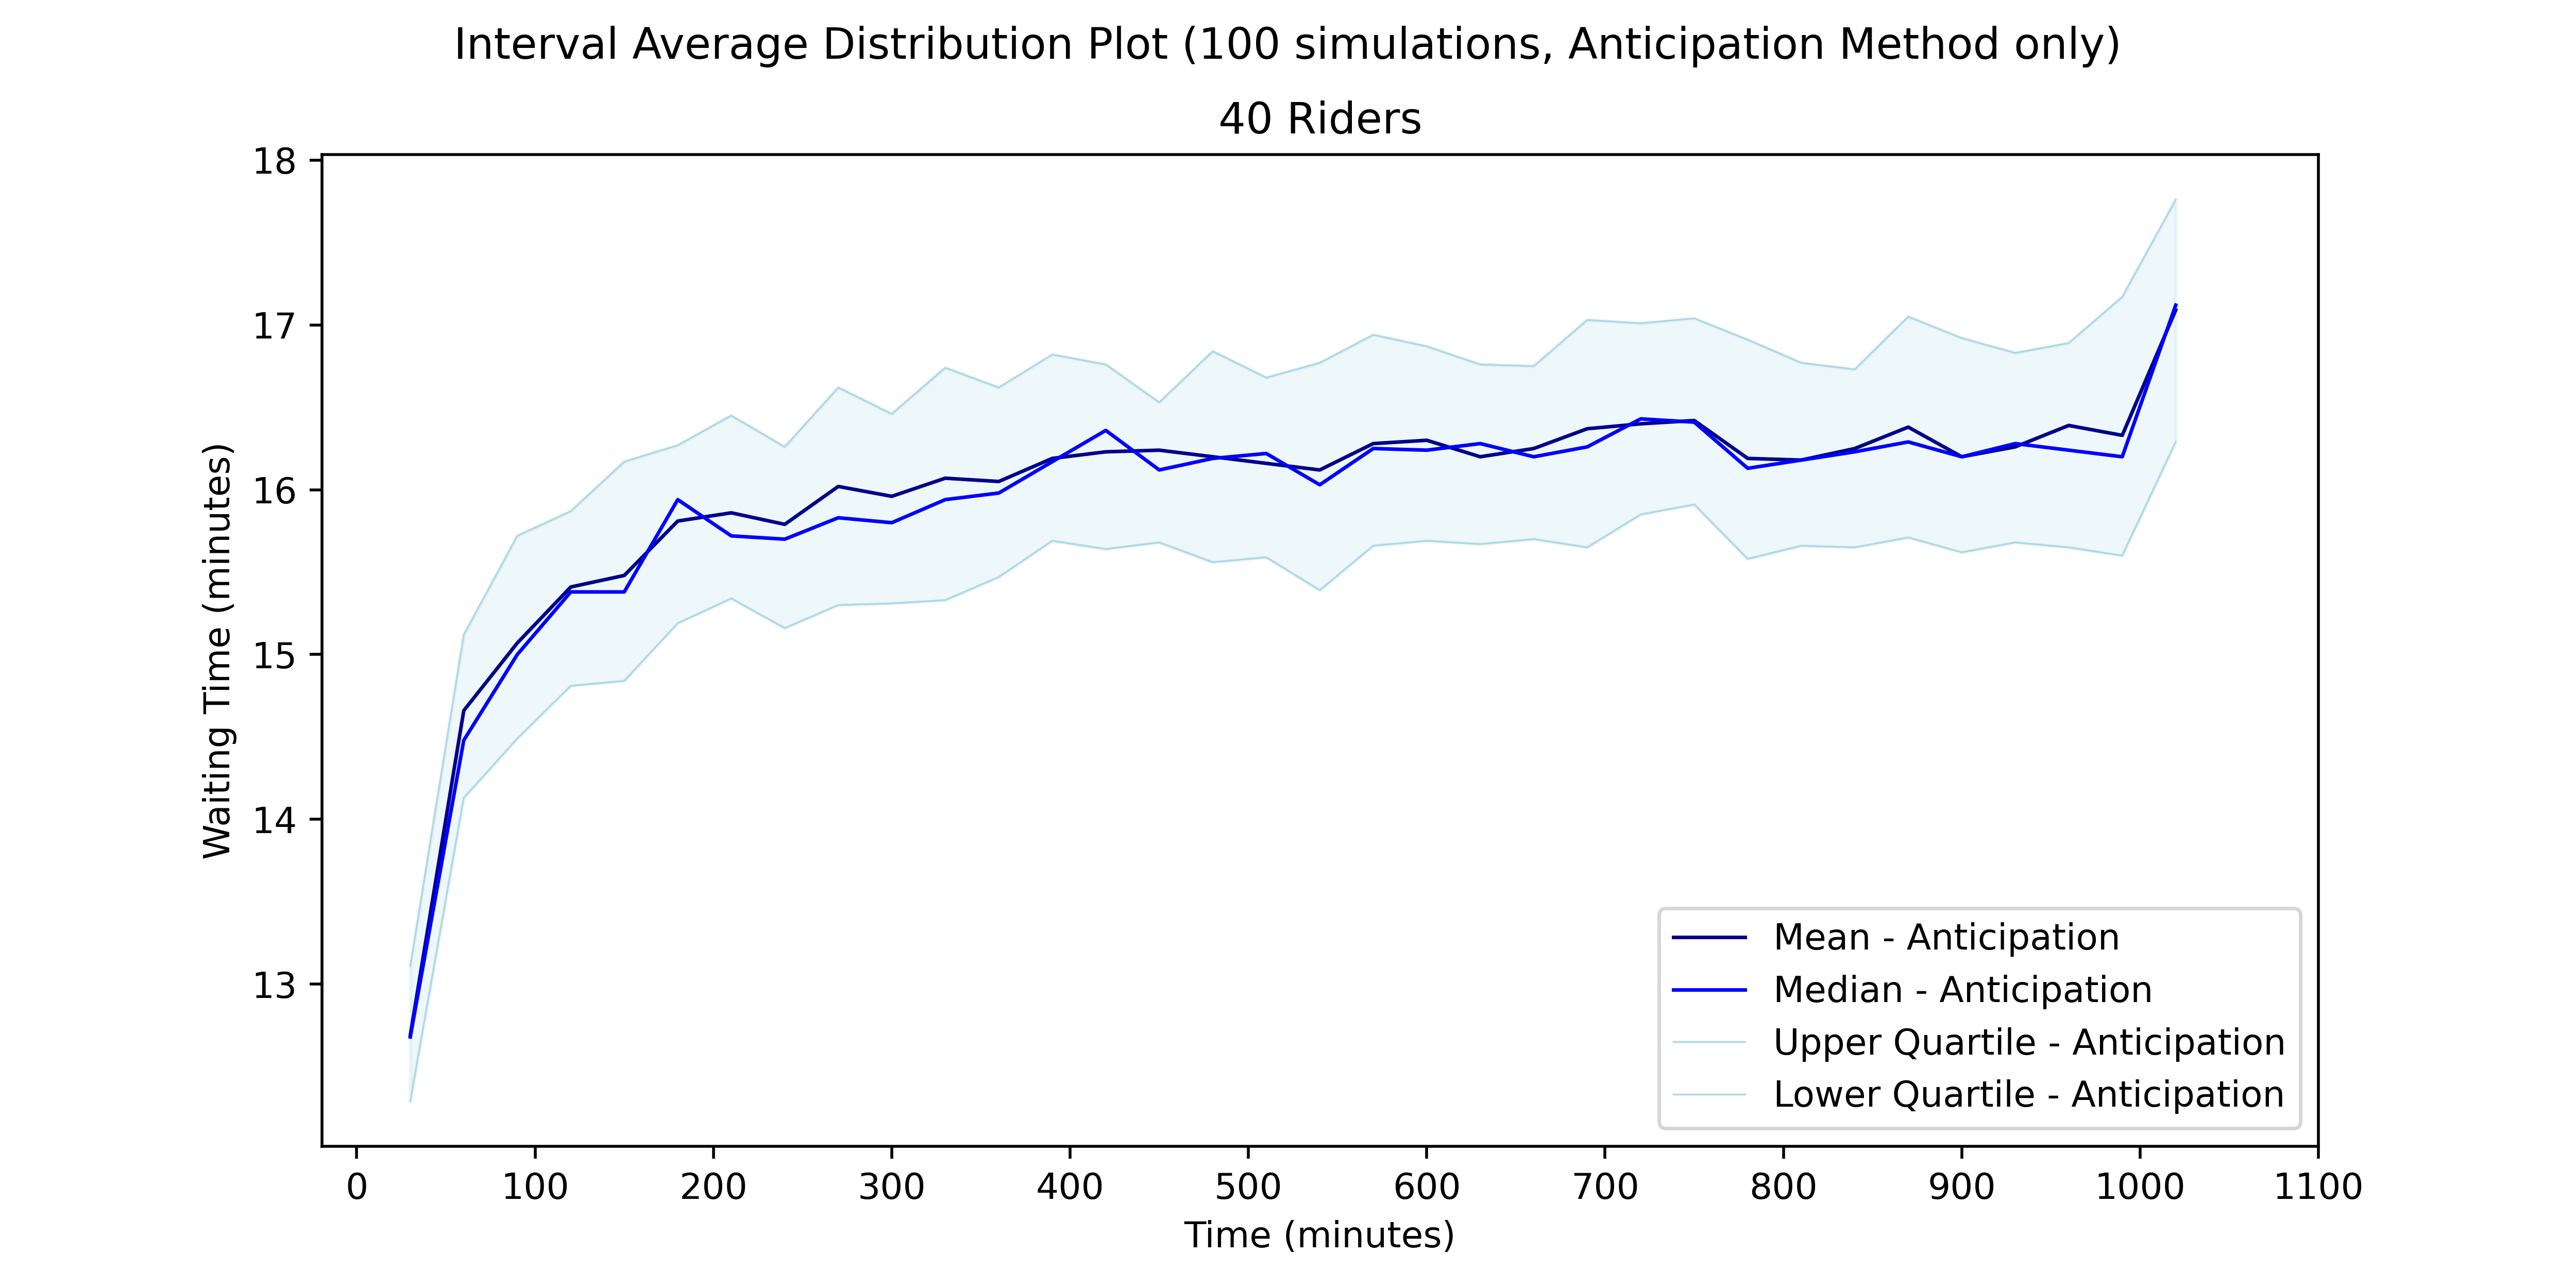 Interval Average Distribution Plot (100 simulations, Anticipation Method only)
40 Riders
18
17
16
15
14
13
Waiting Time (minutes)
Mean - Anticipation
Median - Anticipation
Upper Quartile - Anticipation
Lower Quartile - Anticipation
0 100 200 300 400 500 600 700 800 900 1000 1100
Time (minutes)